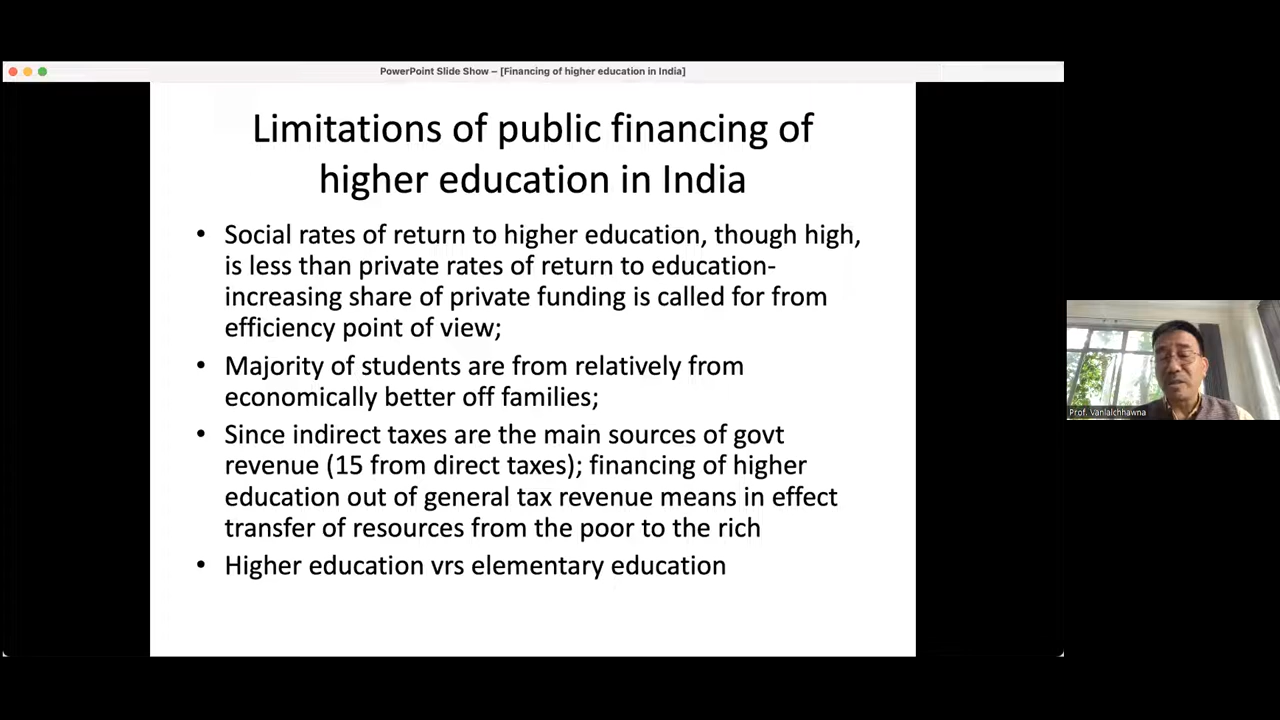 PowerPoint Slide Show – [Financing of higher education in India]
Limitations of public financing of
higher education in India
• Social rates of return to higher education, though high,
is less than private rates of return to education-
increasing share of private funding is called for from
efficiency point of view;
• Majority of students are from relatively from
economically better off families;
• Since indirect taxes are the main sources of govt
revenue (15 from direct taxes); financing of higher
education out of general tax revenue means in effect
transfer of resources from the poor to the rich
• Higher education vrs elementary education
Prof. Vanlalchhawna